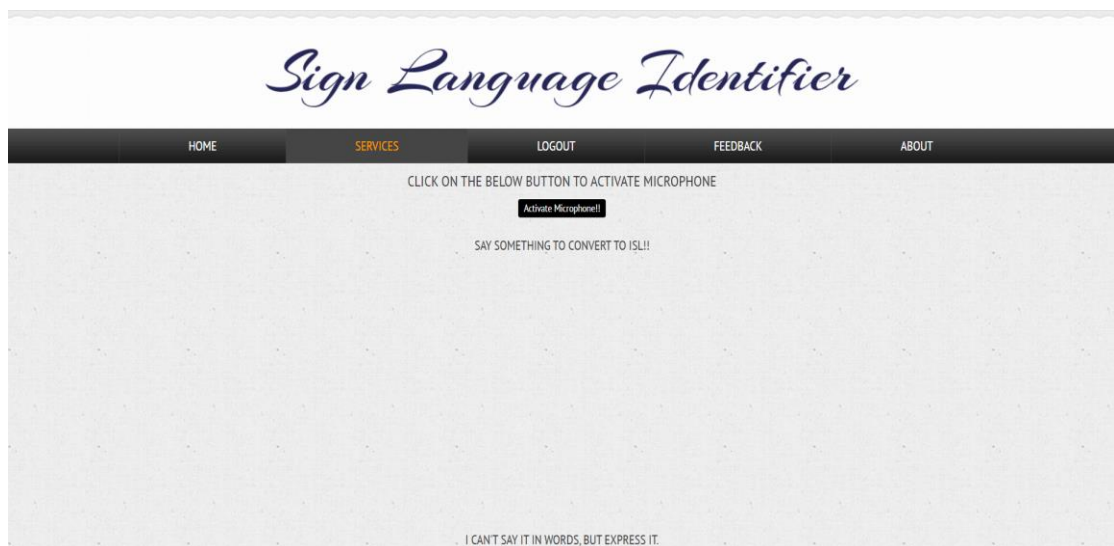 Sign Language Identifier
HOME SERVICES LOGOUT FEEDBACK ABOUT
CLICK ON THE BELOW BUTTON TO ACTIVATE MICROPHONE
Activate Microphone!!
SAY SOMETHING TO CONVERT TO ISL!!
I CAN'T SAY IT IN WORDS, BUT EXPRESS IT.